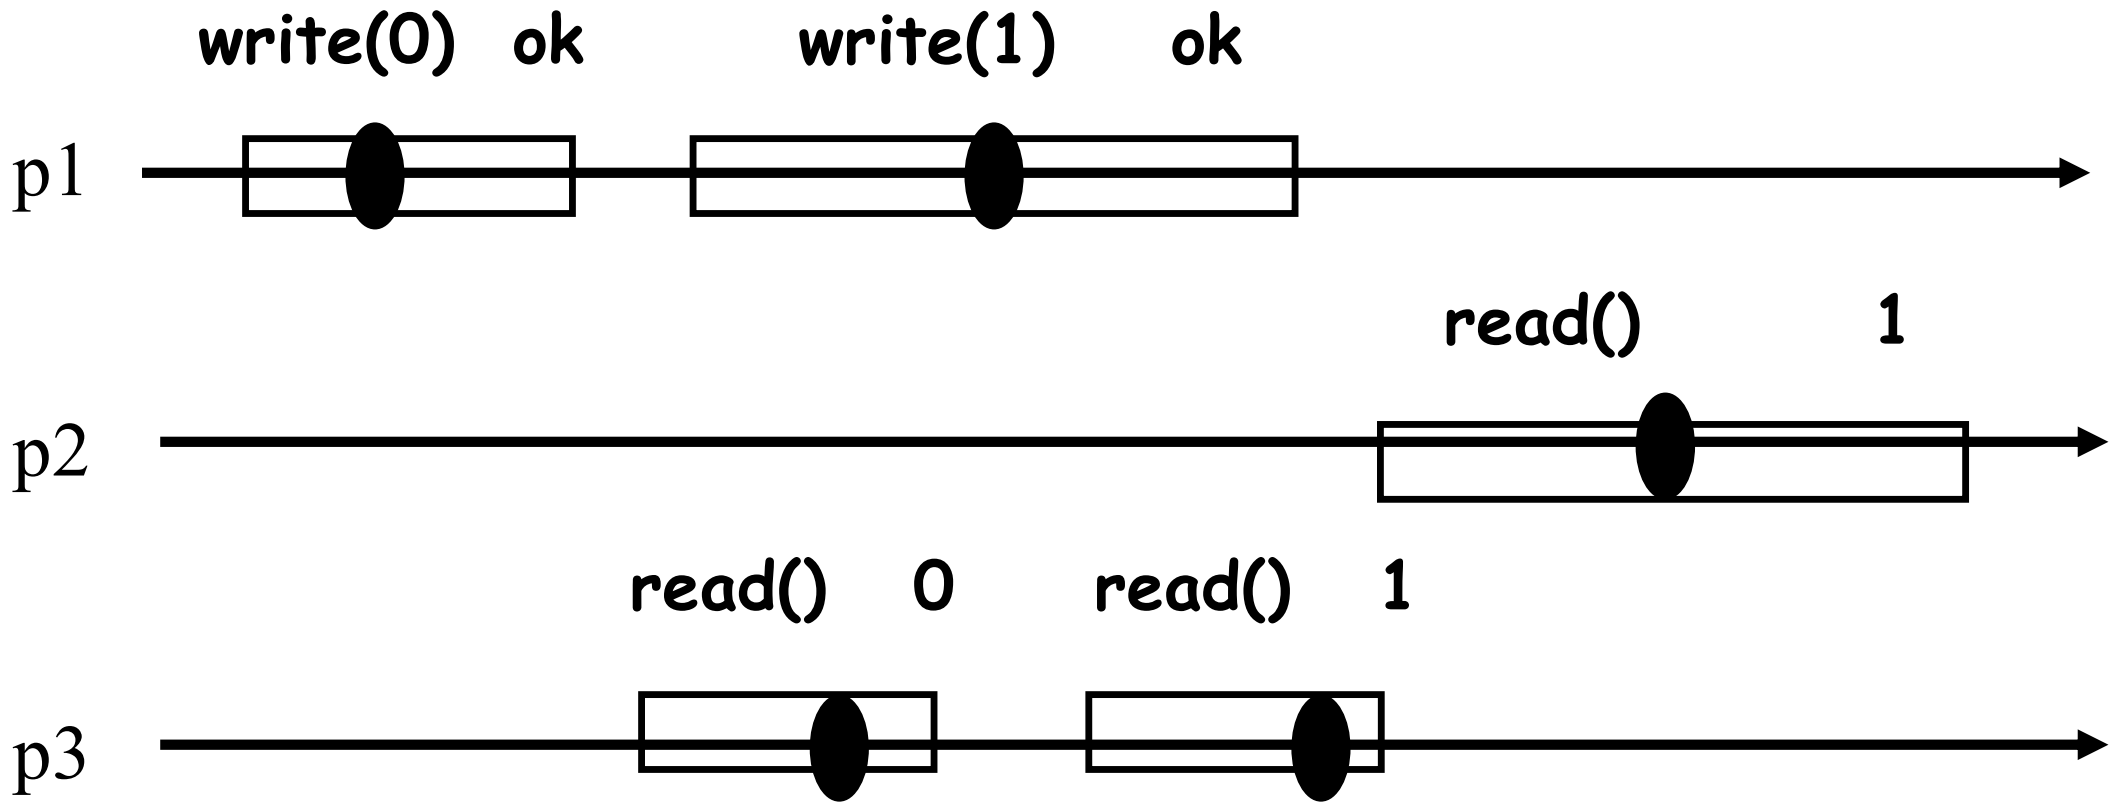 write(0) ok write(1) ok
p1
read() 1
p2
read() 0 read() 1
p3